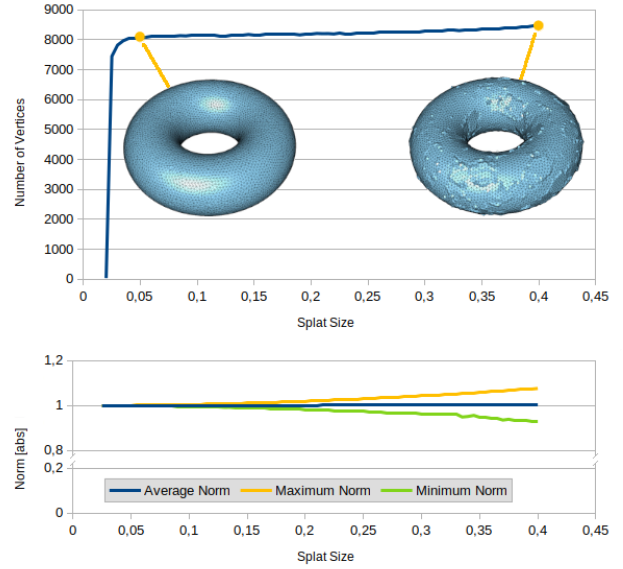 9000
8000
7000
6000
5000
4000
3000
2000
1000
0
Number of Vertices
0 0,05 0,1 0,15 0,2 0,25 0,3 0,35 0,4 0,45
Splat Size
1,2
1
0,8
0,2
0
Norm [abs]
Average Norm Maximum Norm Minimum Norm
0 0,05 0,1 0,15 0,2 0,25 0,3 0,35 0,4 0,45
Splat Size